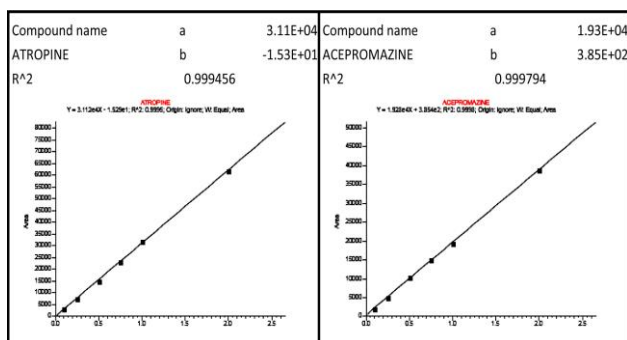 Compound name a 3.11E+04
ATROPINE b -1.53E+01
R^2 0.999456
ATROPINE
Y = 3.112e4X - 1.529e1; R^2: 0.9995; Origin: Ignore; W: Equal; Area
80000
75000
70000
65000
60000
55000
50000
45000
40000
35000
30000
25000
20000
15000
10000
5000
0
Area
0.0 0.5 1.0 1.5 2.0 2.5
Compound name a 1.93E+04
ACEPROMAZINE b 3.85E+02
R^2 0.999794
ACEPROMAZINE
Y = 1.928e4X + 3.854e2; R^2: 0.9998; Origin: Ignore; W: Equal; Area
50000
45000
40000
35000
30000
25000
20000
15000
10000
5000
0
Area
0.0 0.5 1.0 1.5 2.0 2.5